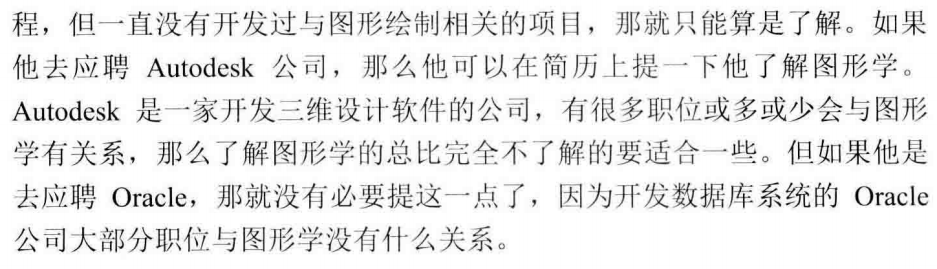 程，但一直没有开发过与图形绘制相关的项目，那就只能算是了解。如果
他去应聘 Autodesk 公司，那么他可以在简历上提一下他了解图形学。
Autodesk 是一家开发三维设计软件的公司，有很多职位或多或少会与图形
学有关系，那么了解图形学的总比完全不了解的要适合一些。但如果他是
去应聘 Oracle，那就没有必要提这一点了，因为开发数据库系统的 Oracle
公司大部分职位与图形学没有什么关系。